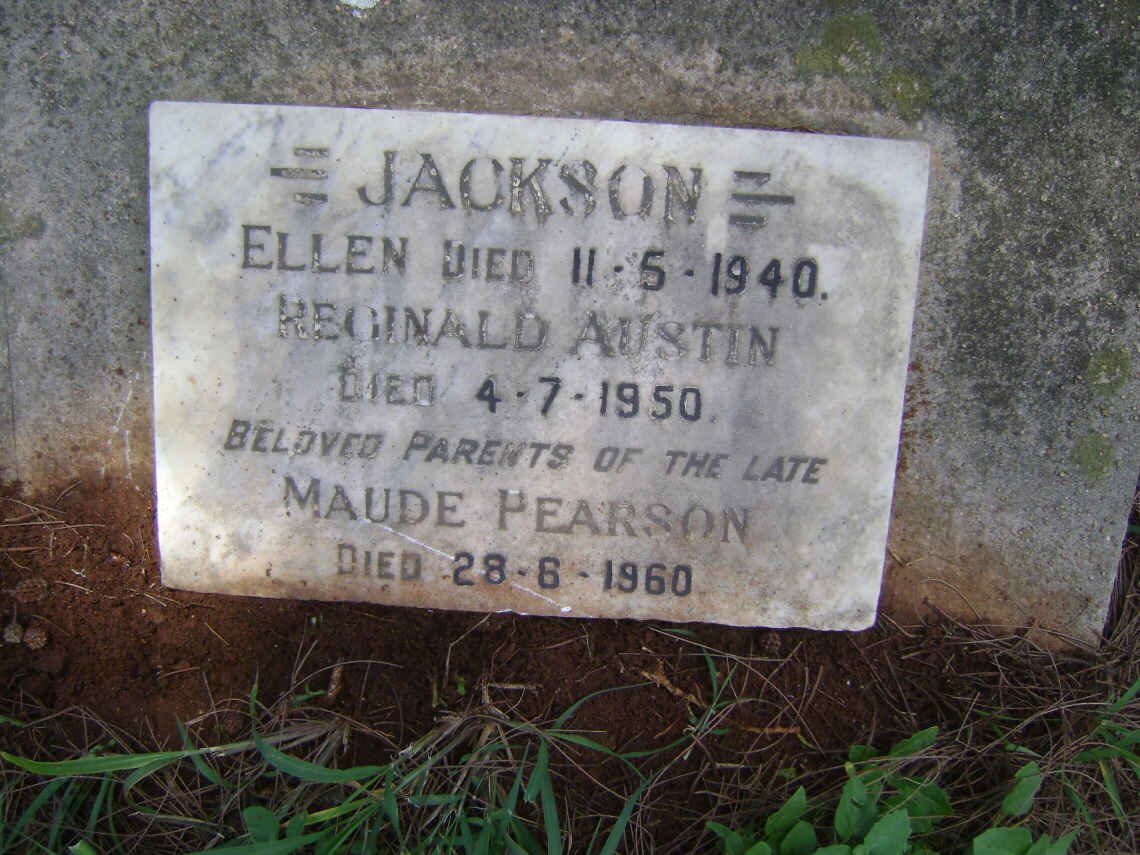 JACKSON
ELLEN DIED 11-5-1940.
REGINALD AUSTIN
DIED 4-7-1950.
BELOVED PARENTS OF THE LATE
MAUDE PEARSON
DIED 28-6-1960